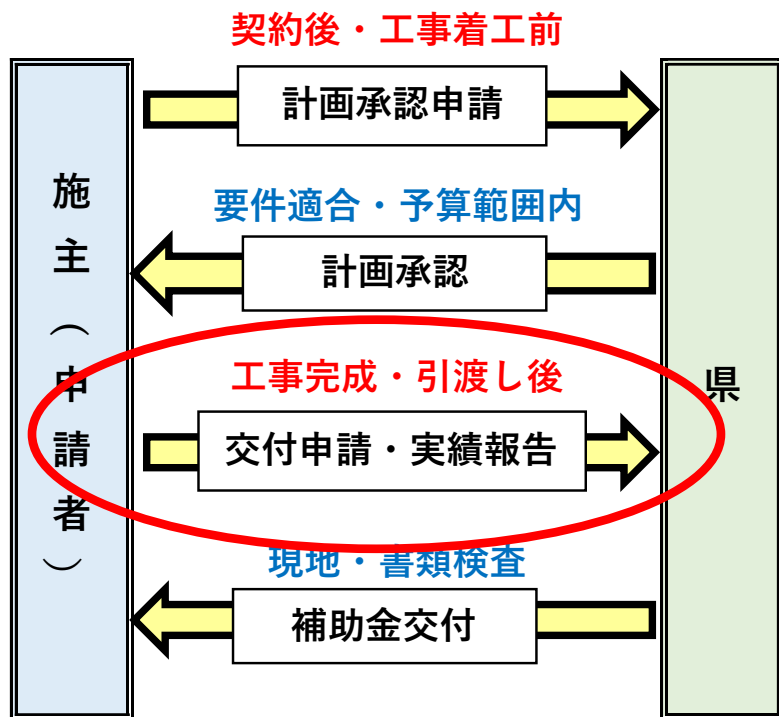 契約後・工事着工前
計画承認申請
要件適合・予算範囲内
計画承認
工事完成・引渡し後
交付申請・実績報告
現地・書類検査
補助金交付
施主（申請者）
県